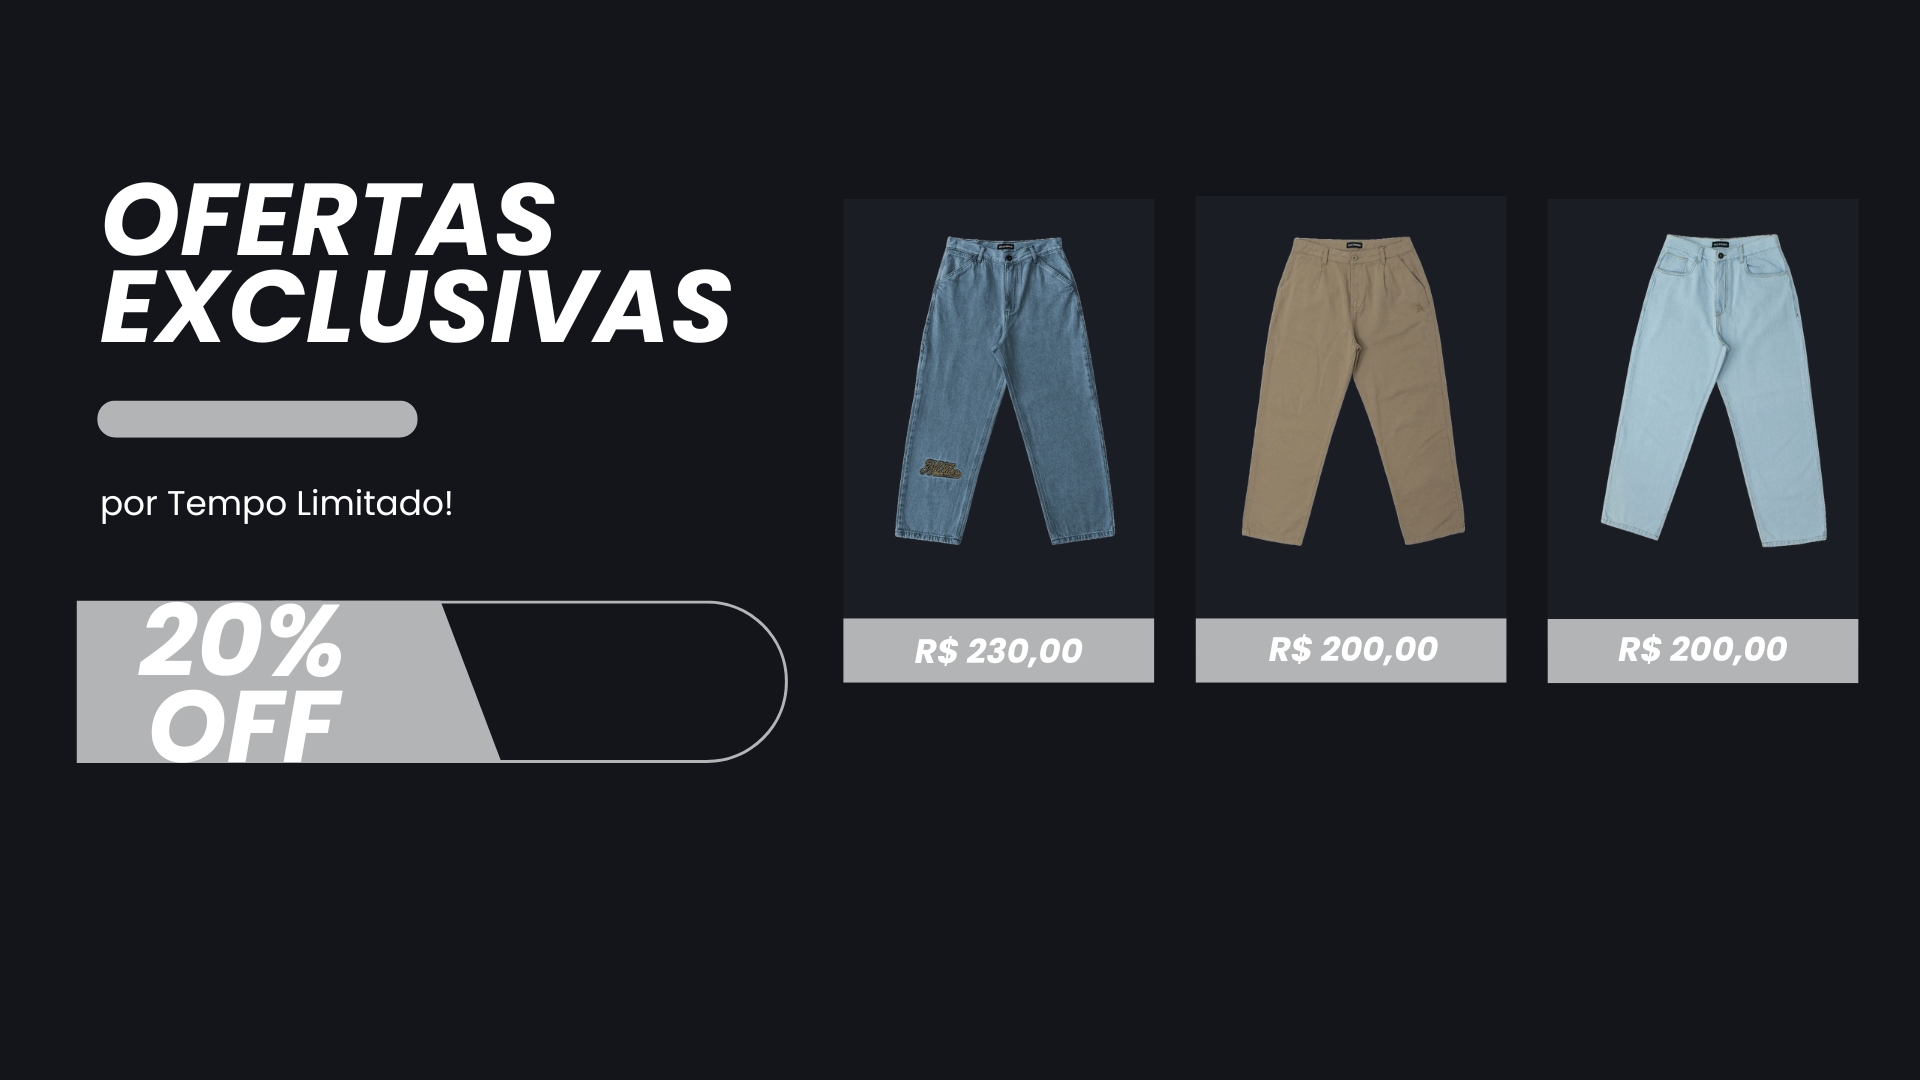 OFERTAS
EXCLUSIVAS
por Tempo Limitado!
20%
OFF
R$ 230,00
R$ 200,00
R$ 200,00